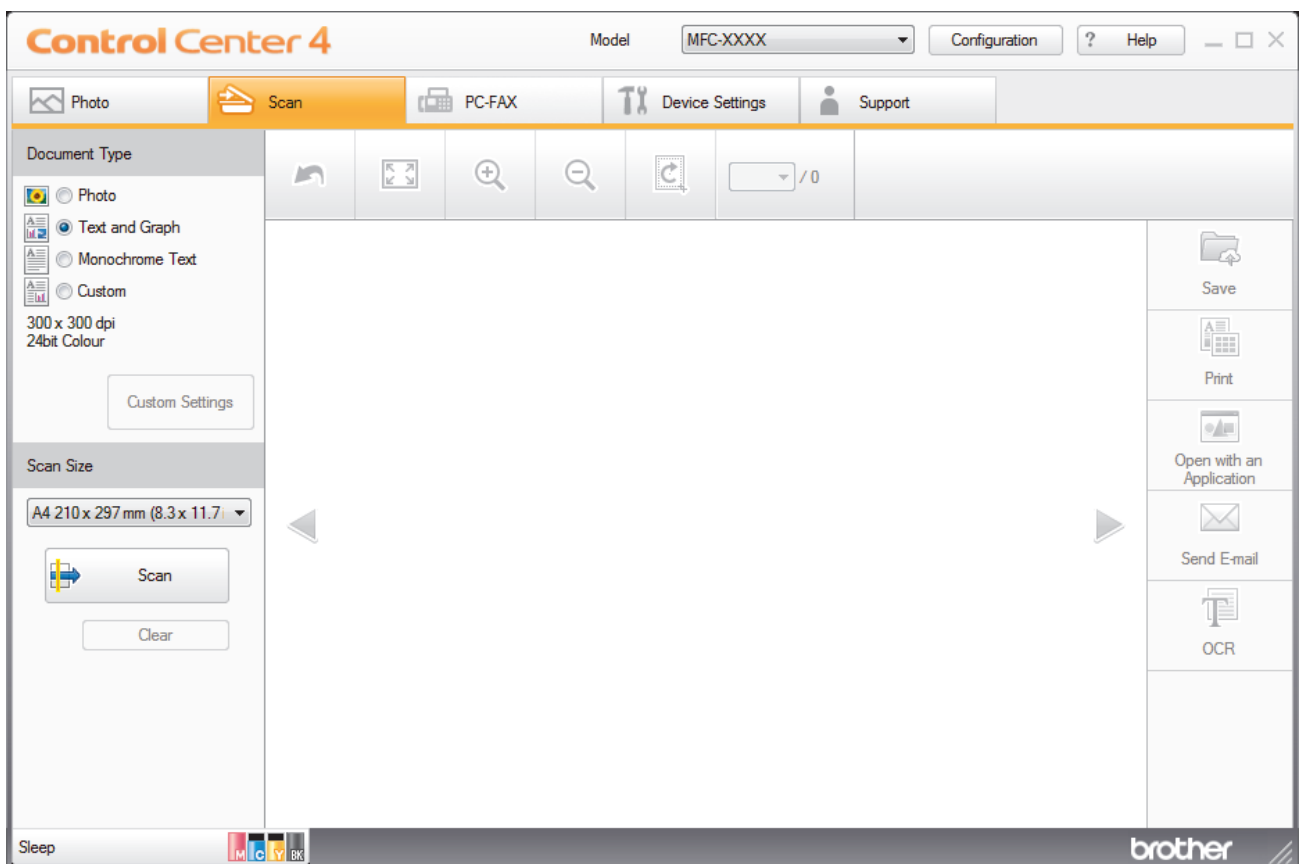 Control Center 4
Model MFC-XXXX Configuration ? Help
Photo Scan PC-FAX Device Settings Support
Document Type
/ 0
Photo
Text and Graph
Monochrome Text
Custom
300 x 300 dpi
24bit Colour
Custom Settings
Scan Size
A4 210 x 297 mm (8.3 x 11.7
Scan
Clear
Save
Print
Open with an
Application
Send E-mail
OCR
Sleep
M C Y BK
brother